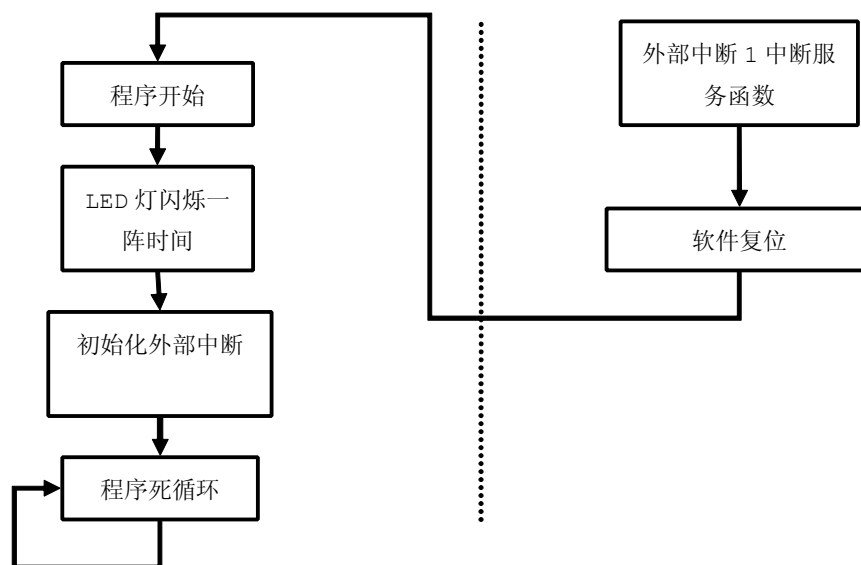 程序开始
LED 灯闪烁一
阵时间
初始化外部中断
程序死循环
外部中断 1 中断服
务函数
软件复位